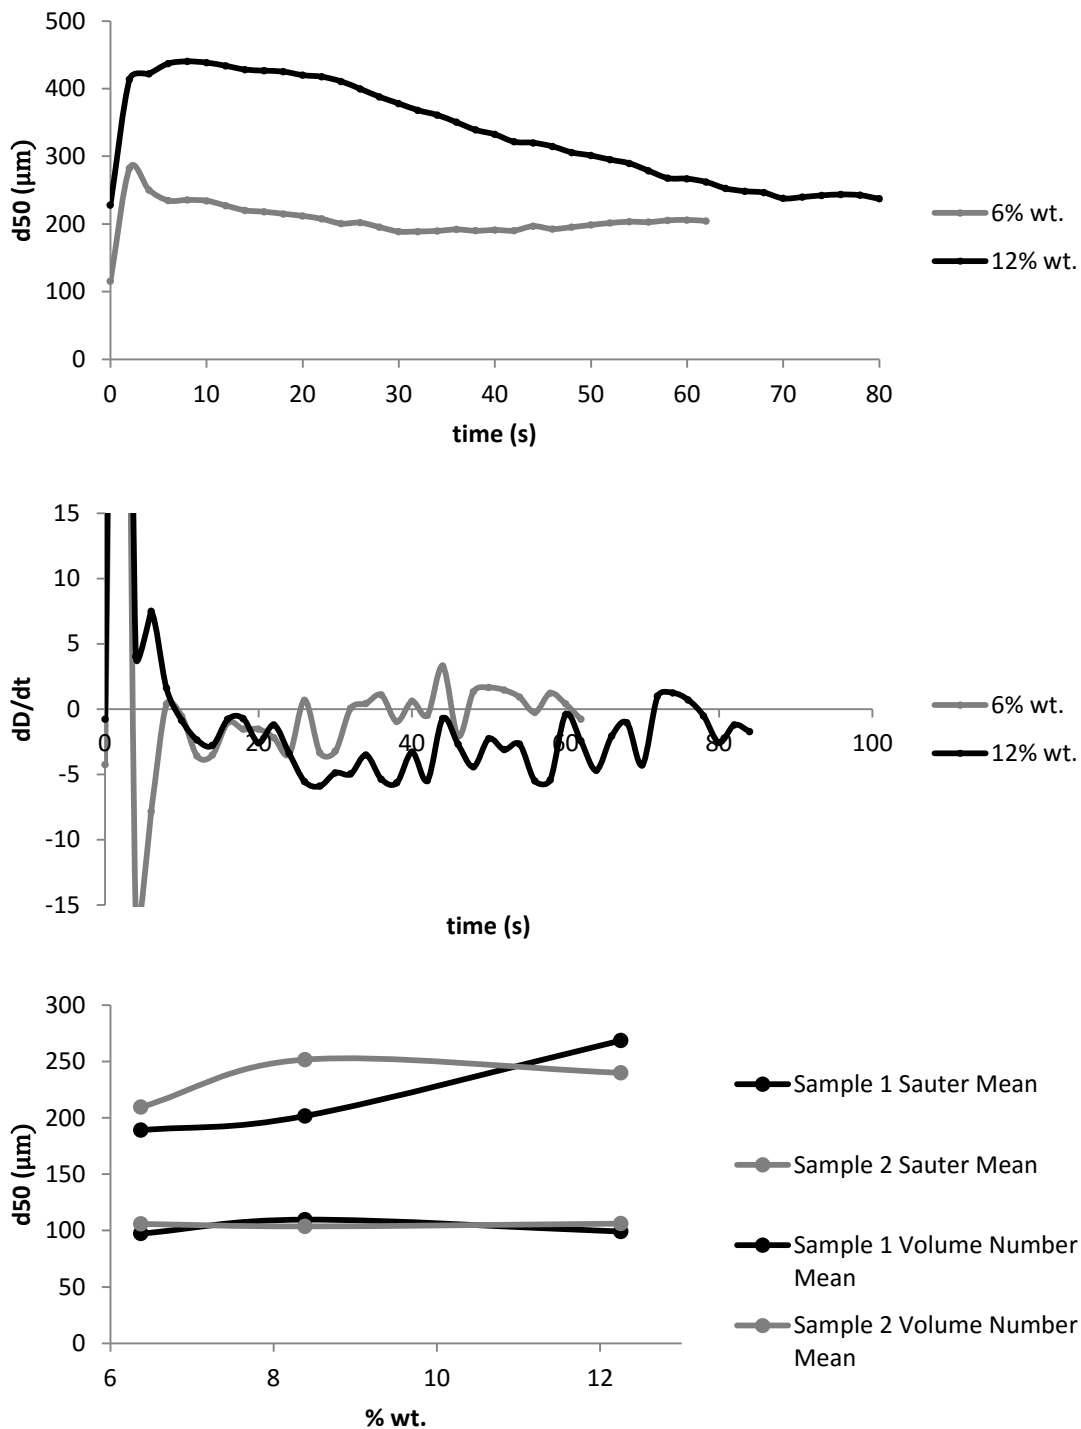 500
400
300
200
100
0
d50 (μm)
0 10 20 30 40 50 60 70 80
time (s)
6% wt.
12% wt.
15
10
5
0
-5
-10
-15
dD/dt
0 20 40 60 80 100
time (s)
6% wt.
12% wt.
300
250
200
150
100
50
0
d50 (μm)
6 8 10 12
% wt.
Sample 1 Sauter Mean
Sample 2 Sauter Mean
Sample 1 Volume Number
Mean
Sample 2 Volume Number
Mean